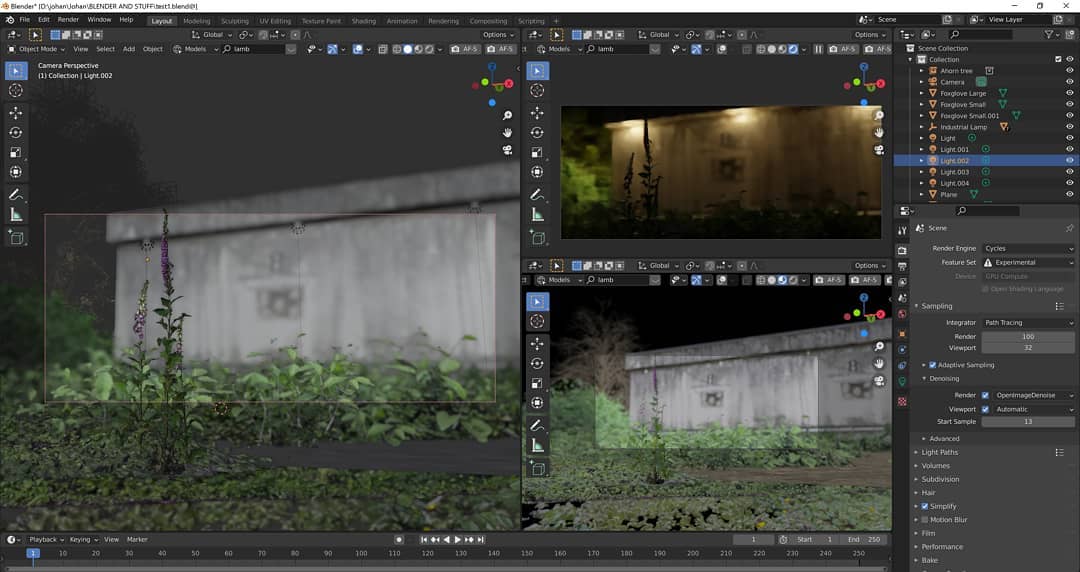 Blender* [D:\johan\Johan\BLENDER AND STUFF\test1.blend]
File Edit Render Window Help Layout Modeling Sculpting UV Editing Texture Paint Shading Animation Rendering Compositing Scripting + Scene View Layer
Global Options
Object Mode View Select Add Object Models lamb AF-S AF-S
Camera Perspective
(1) Collection | Light.002
Global Options
Models lamb AF-S AF-S
Global Options
Models lamb AF-S AF-S
Scene Collection
Collection
Ahorn tree
Camera
Foxglove Large
Foxglove Small
Foxglove Small.001
Industrial Lamp
Light
Light.001
Light.002
Light.003
Light.004
Plane
Scene
Render Engine Cycles
Feature Set Experimental
Device GPU Compute
Open Shading Language
Sampling
Integrator Path Tracing
Render 100
Viewport 32
Adaptive Sampling
Denoising
Render OpenImageDenoise
Viewport Automatic
Start Sample 13
Advanced
Light Paths
Volumes
Subdivision
Hair
Simplify
Motion Blur
Film
Performance
Bake
Playback Keying View Marker 1 Start 1 End 250
1 10 20 30 40 50 60 70 80 90 100 110 120 130 140 150 160 170 180 190 200 210 220 230 240 250